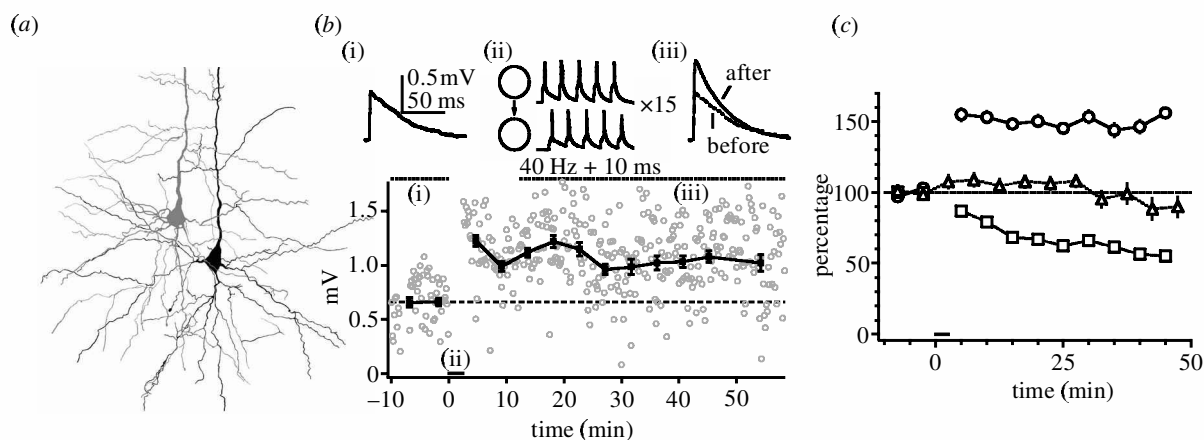 (a)
(b)
(i)
0.5 mV
50 ms
(ii)
×15
40 Hz + 10 ms
(iii)
after
before
(i)
(iii)
(ii)
mV
1.5
1.0
0.5
0
−10 0 10 20 30 40 50
time (min)
(c)
percentage
150
100
50
0
0 25 50
time (min)